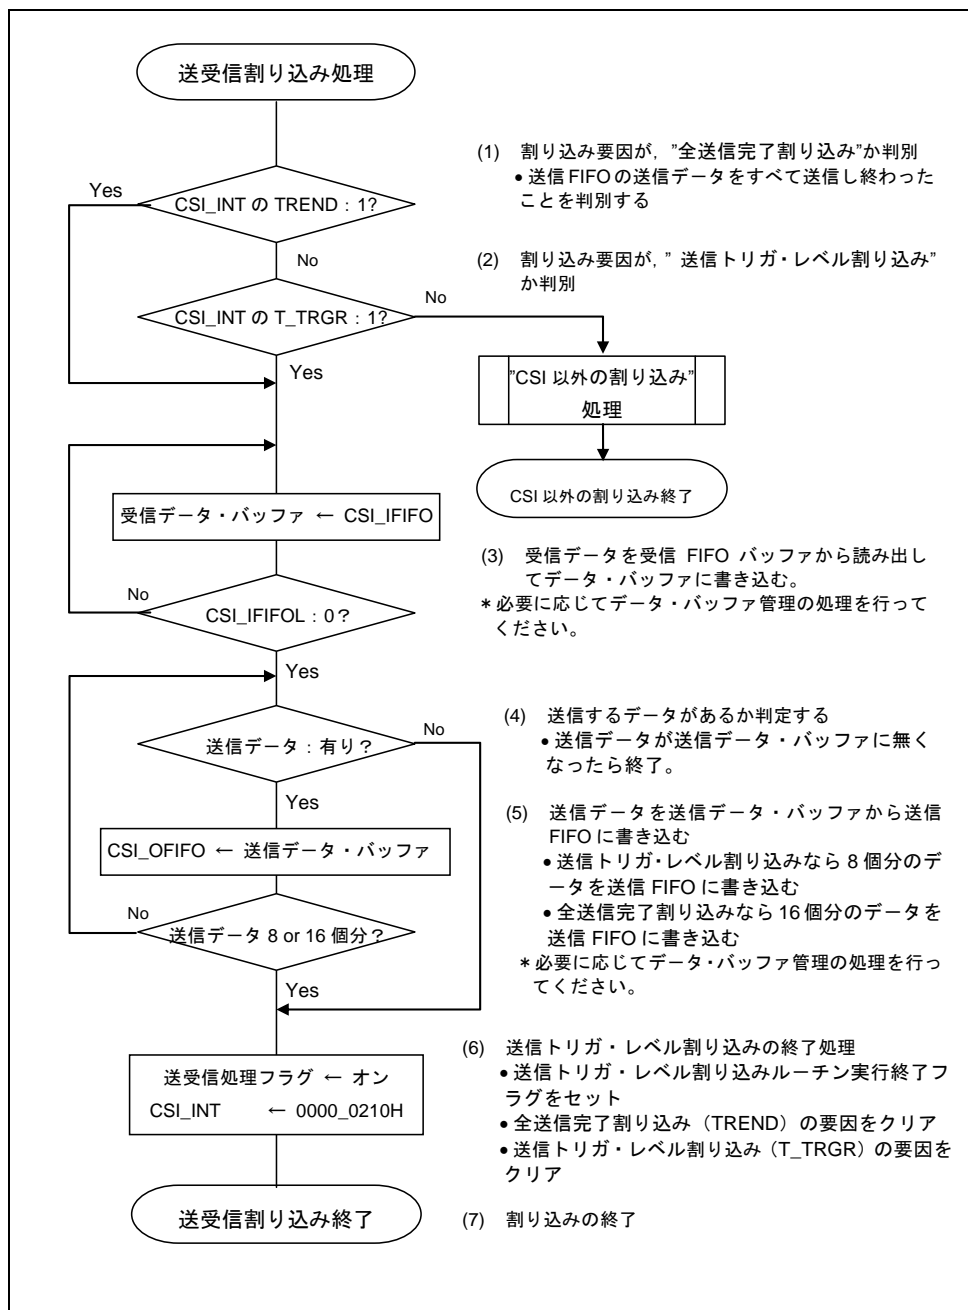 送受信割り込み処理
(1) 割り込み要因が, ”全送信完了割り込み”か判別
• 送信 FIFO の送信データをすべて送信し終わった
ことを判別する
Yes
CSI_INT の TREND : 1?
No
(2) 割り込み要因が, ” 送信トリガ・レベル割り込み”
か判別
No
CSI_INT の T_TRGR : 1?
Yes
”CSI 以外の割り込み”
処理
CSI 以外の割り込み終了
受信データ・バッファ ← CSI_IFIFO
(3) 受信データを受信 FIFO バッファから読み出し
てデータ・バッファに書き込む。
＊必要に応じてデータ・バッファ管理の処理を行って
ください。
No
CSI_IFIFOL : 0？
Yes
(4) 送信するデータがあるか判定する
• 送信データが送信データ・バッファに無く
なったら終了。
No
送信データ : 有り？
Yes
(5) 送信データを送信データ・バッファから送信
FIFO に書き込む
• 送信トリガ・レベル割り込みなら 8 個分のデ
ータを送信 FIFO に書き込む
• 全送信完了割り込みなら 16 個分のデータを
送信 FIFO に書き込む
＊必要に応じてデータ・バッファ管理の処理を行っ
てください。
CSI_OFIFO ← 送信データ・バッファ
No
送信データ 8 or 16 個分？
Yes
(6) 送信トリガ・レベル割り込みの終了処理
• 送信トリガ・レベル割り込みルーチン実行終了フ
ラグをセット
• 全送信完了割り込み（TREND）の要因をクリア
• 送信トリガ・レベル割り込み（T_TRGR）の要因を
クリア
送受信処理フラグ ← オン
CSI_INT ← 0000_0210H
送受信割り込み終了
(7) 割り込みの終了